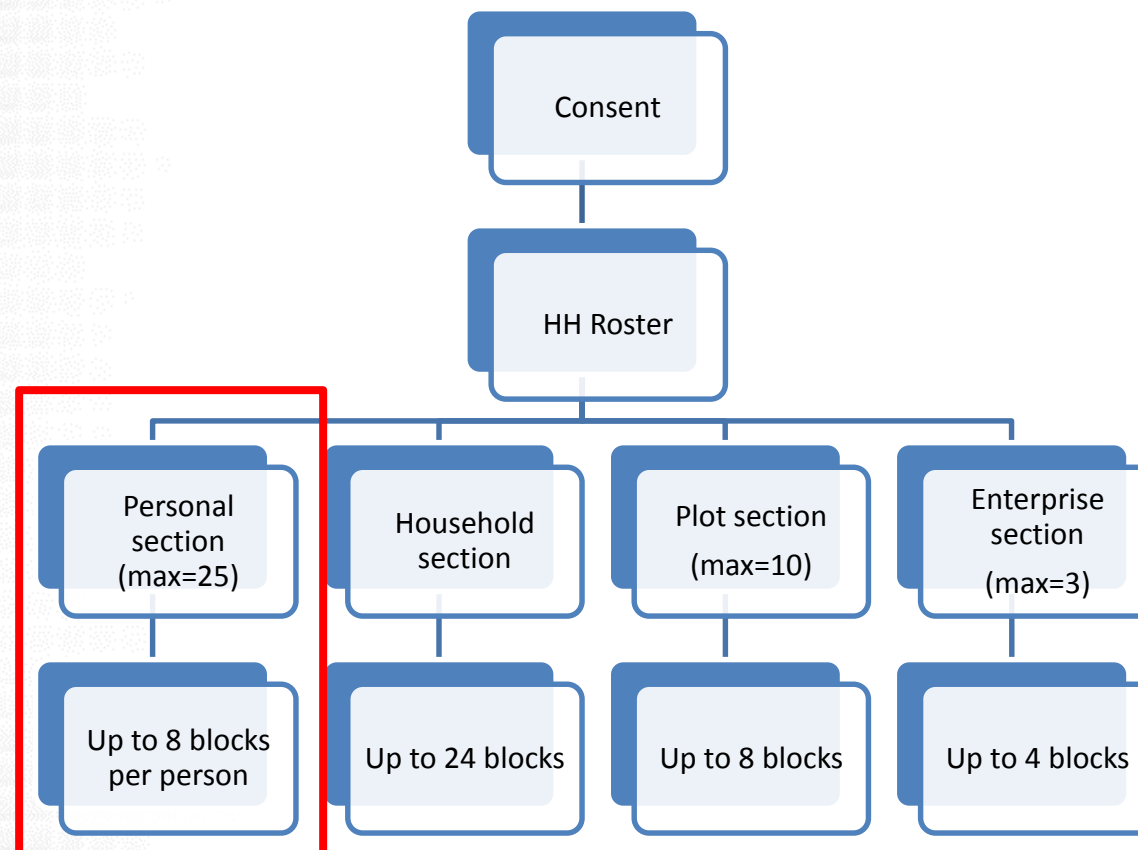 Consent
HH Roster
Personal
section
(max=25)
Household
section
Plot section
(max=10)
Enterprise
section
(max=3)
Up to 8 blocks
per person
Up to 24 blocks
Up to 8 blocks
Up to 4 blocks